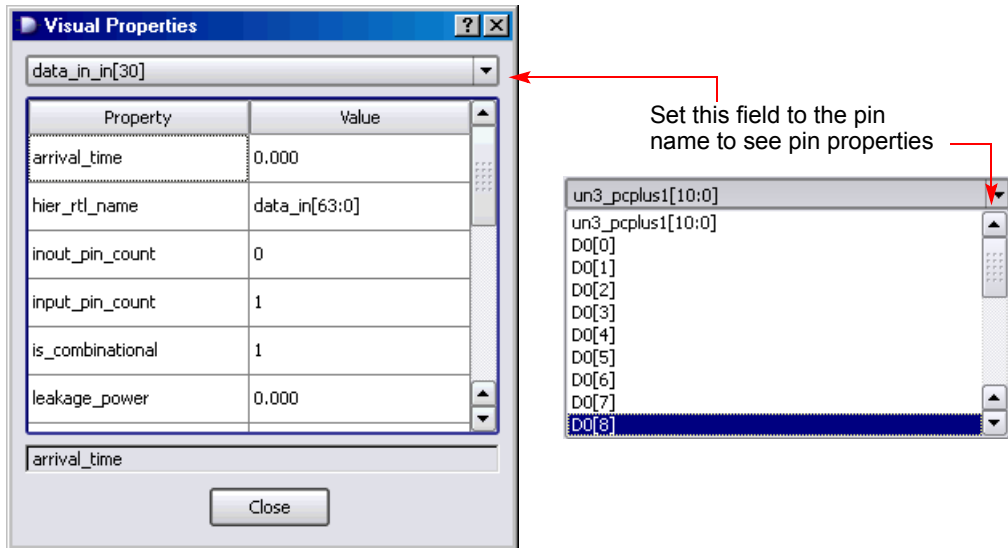 Visual Properties
data_in_in[30]
Property Value
arrival_time 0.000
hier_rtl_name data_in[63:0]
inout_pin_count 0
input_pin_count 1
is_combinational 1
leakage_power 0.000
arrival_time
Close
Set this field to the pin
name to see pin properties
un3_pcplus1[10:0]
un3_pcplus1[10:0]
D0[0]
D0[1]
D0[2]
D0[3]
D0[4]
D0[5]
D0[6]
D0[7]
D0[8]